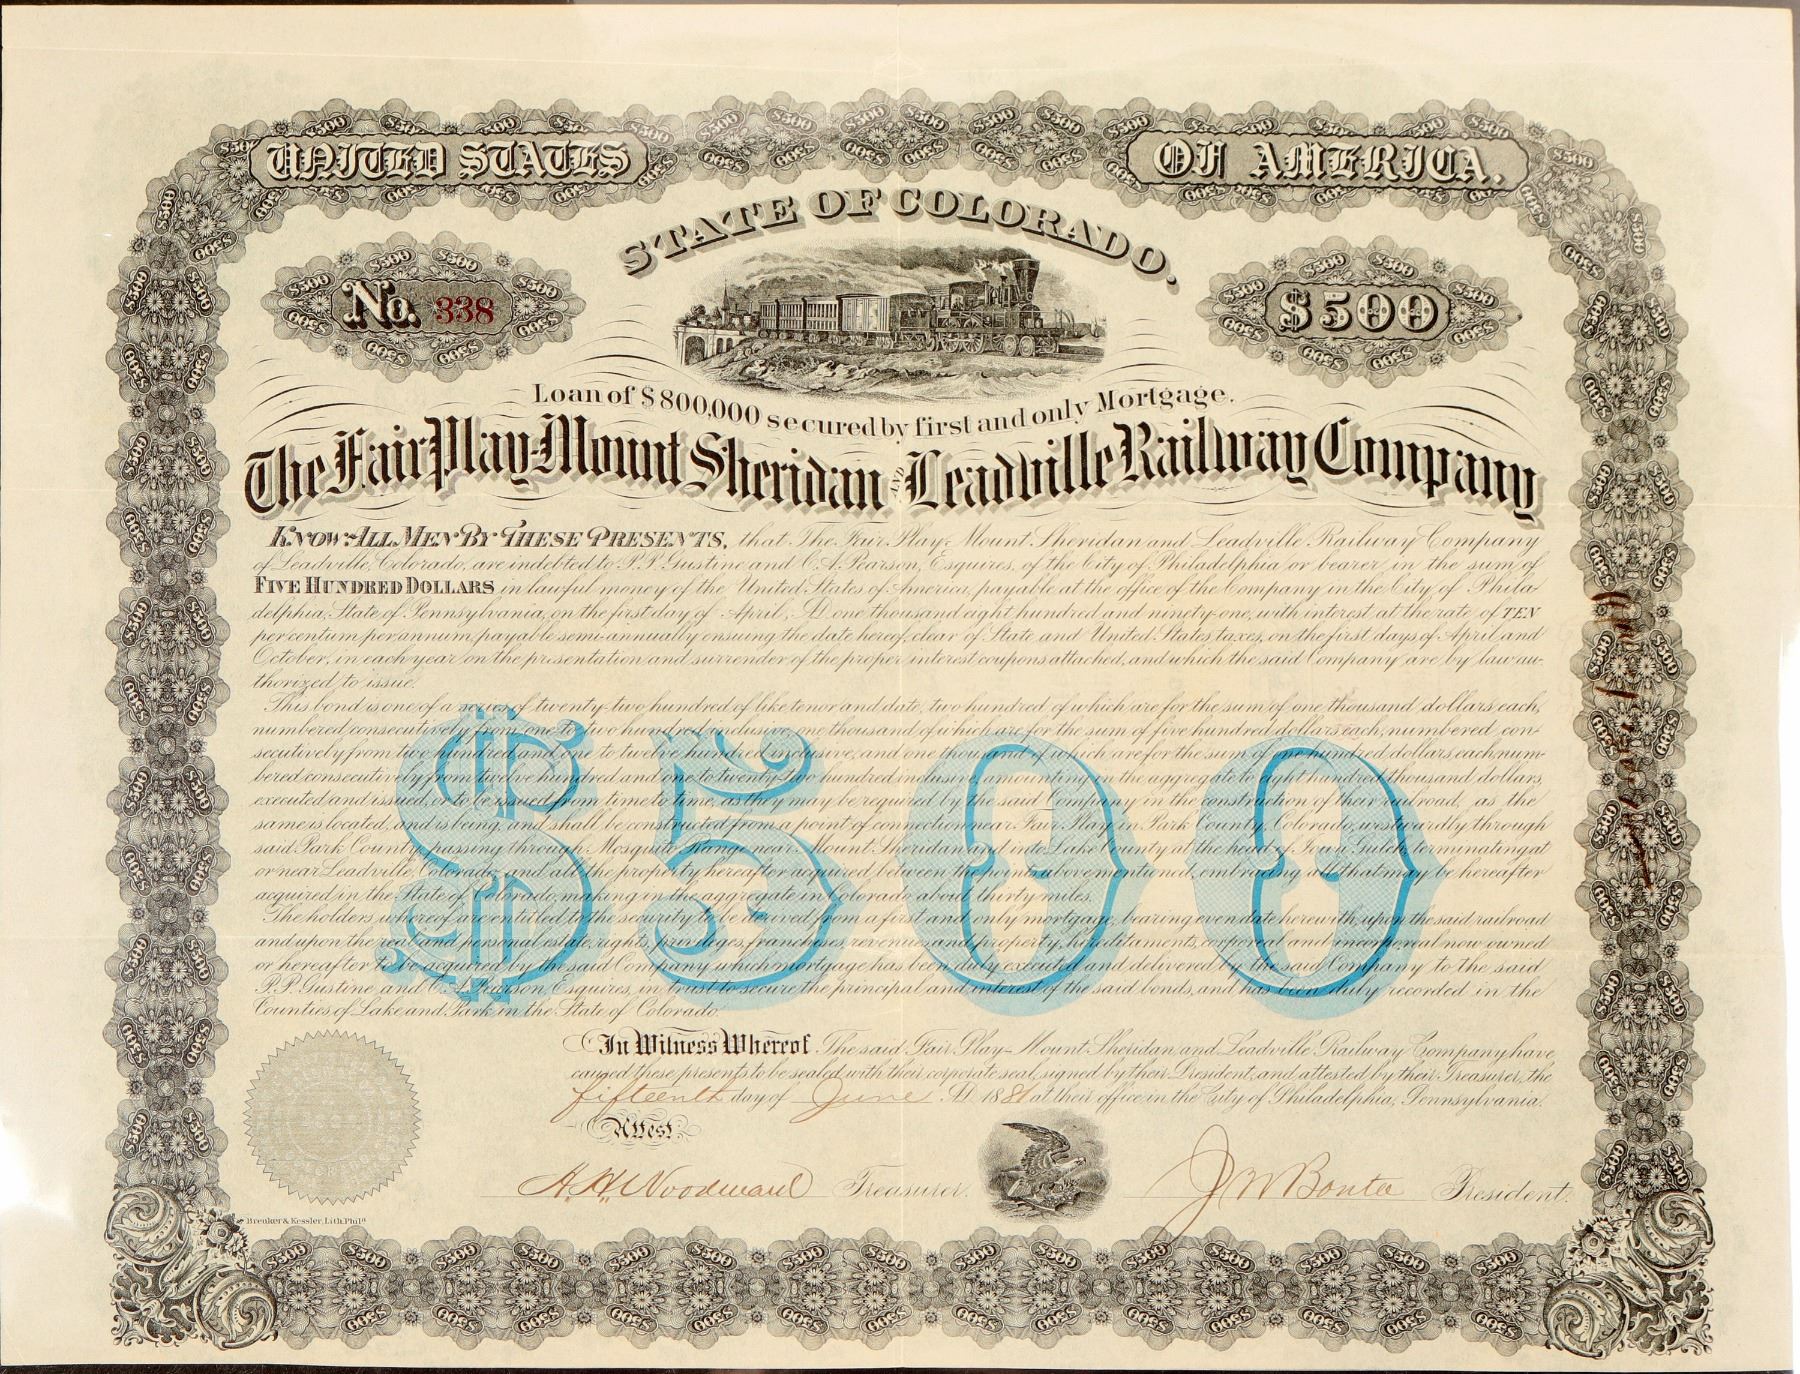 UNITED STATES OF AMERICA.
STATE OF COLORADO.
No. 338
$500
Loan of $800,000 secured by first and only Mortgage.
The Fair Play-Mount Sheridan AND Leadville Railway Company
KNOW ALL MEN BY THESE PRESENTS, that The Fair Play-Mount Sheridan and Leadville Railway Company
of Leadville, Colorado, are indebted to P.P. Gustine and C.A. Pearson, Esquires, of the City of Philadelphia or bearer in the sum of
FIVE HUNDRED DOLLARS in lawful money of the United States of America, payable at the office of the Company in the City of Phila-
delphia, State of Pennsylvania, on the first day of April, A.D. one thousand eight hundred and ninety-one, with interest at the rate of TEN
per centum per annum, payable semi-annually ensuing the date hereof, clear of State and United States taxes, on the first days of April and
October, in each year on the presentation and surrender of the proper interest coupons attached, and which the said Company are by law au-
thorized to issue.
This bond is one of a series of twenty-two hundred of like tenor and date, two hundred of which are for the sum of one thousand dollars each,
numbered consecutively from one to two hundred inclusive, one thousand of which are for the sum of five hundred dollars each, numbered con-
secutively from two hundred and one to twelve hundred inclusive, and one thousand of which are for the sum of one hundred dollars each, num-
bered consecutively from twelve hundred and one to twenty-two hundred inclusive, amounting in the aggregate to eight hundred thousand dollars,
executed and issued, or to be issued from time to time, as they may be required by the said Company in the construction of their railroad, as the
same is located, and is being, and shall be constructed from a point of connection near Fair Play in Park County, Colorado, westwardly through
said Park County, passing through Mosquito Range near Mount Sheridan and into Lake County at the head of Iowa Gulch, terminating at
or near Leadville, Colorado, and all the property hereafter acquired between the points above mentioned, embracing all that may be hereafter
acquired in the State of Colorado, making in the aggregate in Colorado about thirty miles.
The holders whereof are entitled to the security to be derived from a first and only mortgage, bearing even date herewith, upon the said railroad
and upon the real and personal estate, rights, privileges, franchises, revenues and property, hereditaments, corporeal and incorporeal now owned
or hereafter to be acquired by the said Company which mortgage has been duly executed and delivered by the said Company to the said
P.P. Gustine and C.A. Pearson, Esquires, in trust to secure the principal and interest of the said bonds, and has been duly recorded in the
Counties of Lake and Park in the State of Colorado.
$500
In Witness Whereof The said Fair Play-Mount Sheridan and Leadville Railway Company have
caused these presents to be sealed with their corporate seal, signed by their President, and attested by their Treasurer, the
fifteenth day of June A.D. 1881 at their office in the City of Philadelphia, Pennsylvania.
Attest.
H.H. Woodward Treasurer.
J W Bonta President.
Breuker & Kessler, Lith. Phila.